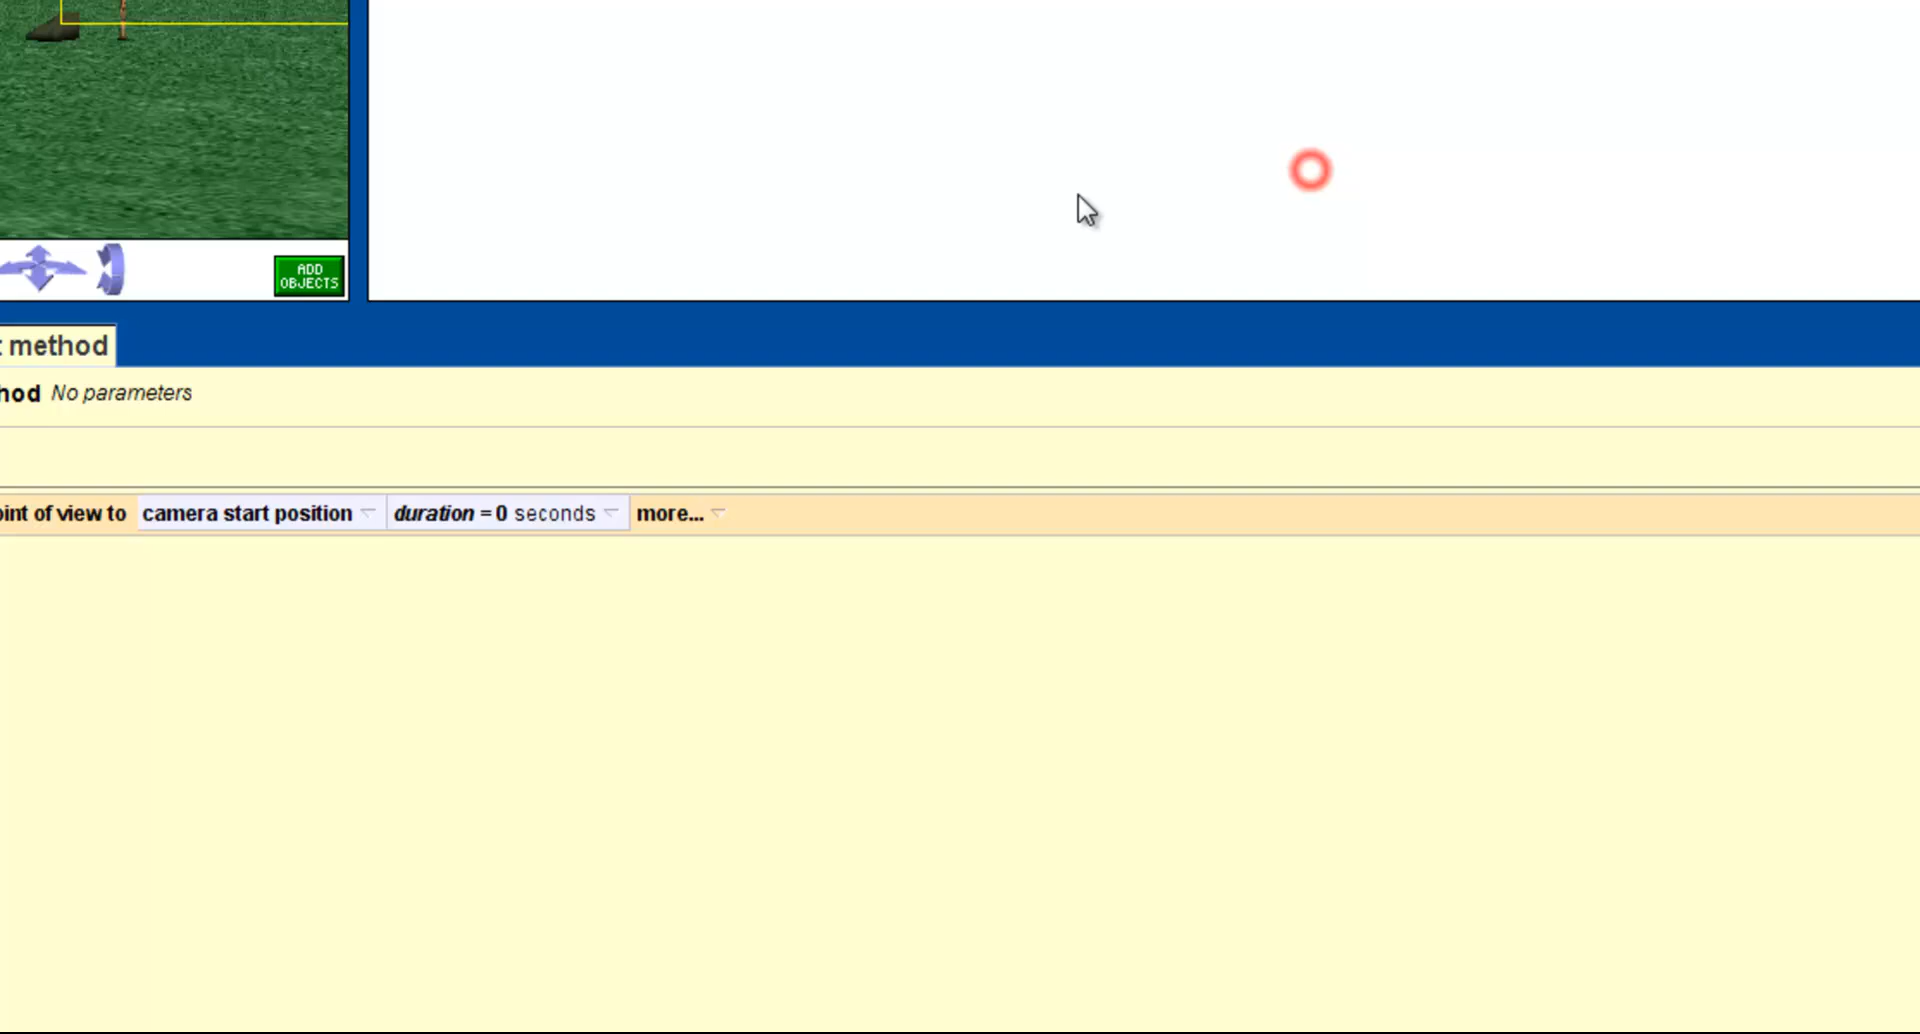 ADD
OBJECTS
method
hod No parameters
int of view to camera start position duration = 0 seconds more...